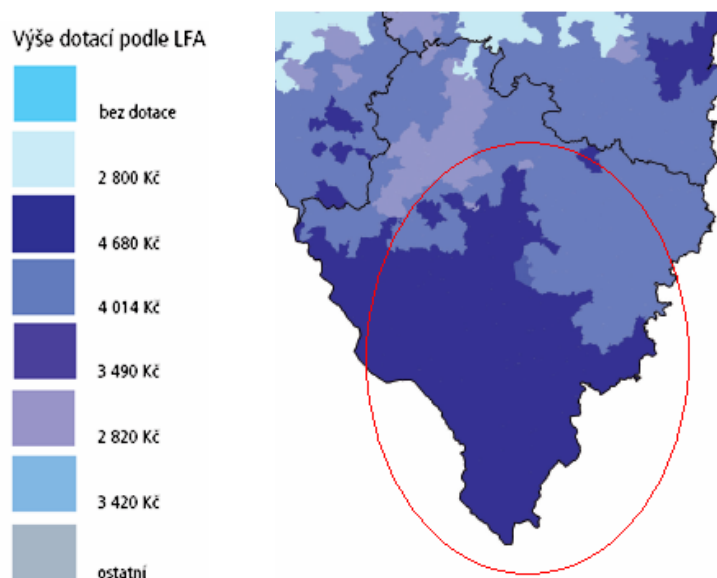 Výše dotací podle LFA
bez dotace
2 800 Kč
4 680 Kč
4 014 Kč
3 490 Kč
2 820 Kč
3 420 Kč
ostatní